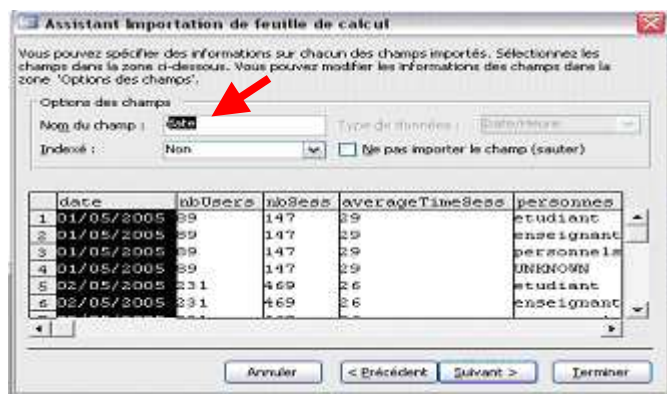 Assistant Importation de feuille de calcul
Vous pouvez spécifier des informations sur chacun des champs importés. Sélectionnez les
champs dans la zone ci-dessous. Vous pouvez modifier les informations des champs dans la
zone 'Options des champs'.
Options des champs
Nom du champ : date Type de données : Date/Heure
Indexé : Non Ne pas importer le champ (sauter)
date nbUsers nbSess averageTimeSess personnes
1 01/05/2005 89 147 29 etudiant
2 01/05/2005 89 147 29 enseignant
3 01/05/2005 89 147 29 personnels
4 01/05/2005 89 147 29 UNKNOWN
5 02/05/2005 231 469 26 etudiant
6 02/05/2005 231 469 26 enseignant
Annuler < Précédent Suivant > Terminer